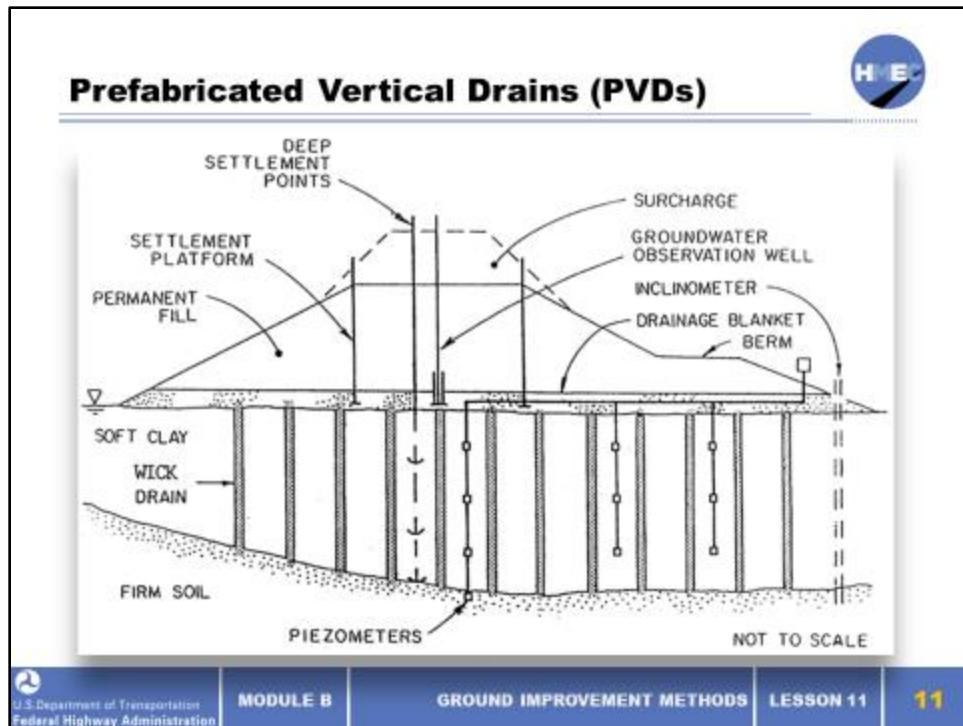 Prefabricated Vertical Drains (PVDs)
HMEC
DEEP
SETTLEMENT
POINTS
SURCHARGE
SETTLEMENT
PLATFORM
GROUNDWATER
OBSERVATION WELL
PERMANENT
FILL
INCLINOMETER
DRAINAGE BLANKET
BERM
SOFT CLAY
WICK
DRAIN
FIRM SOIL
PIEZOMETERS
NOT TO SCALE
U.S.Department of Transportation
Federal Highway Administration
MODULE B
GROUND IMPROVEMENT METHODS
LESSON 11
11